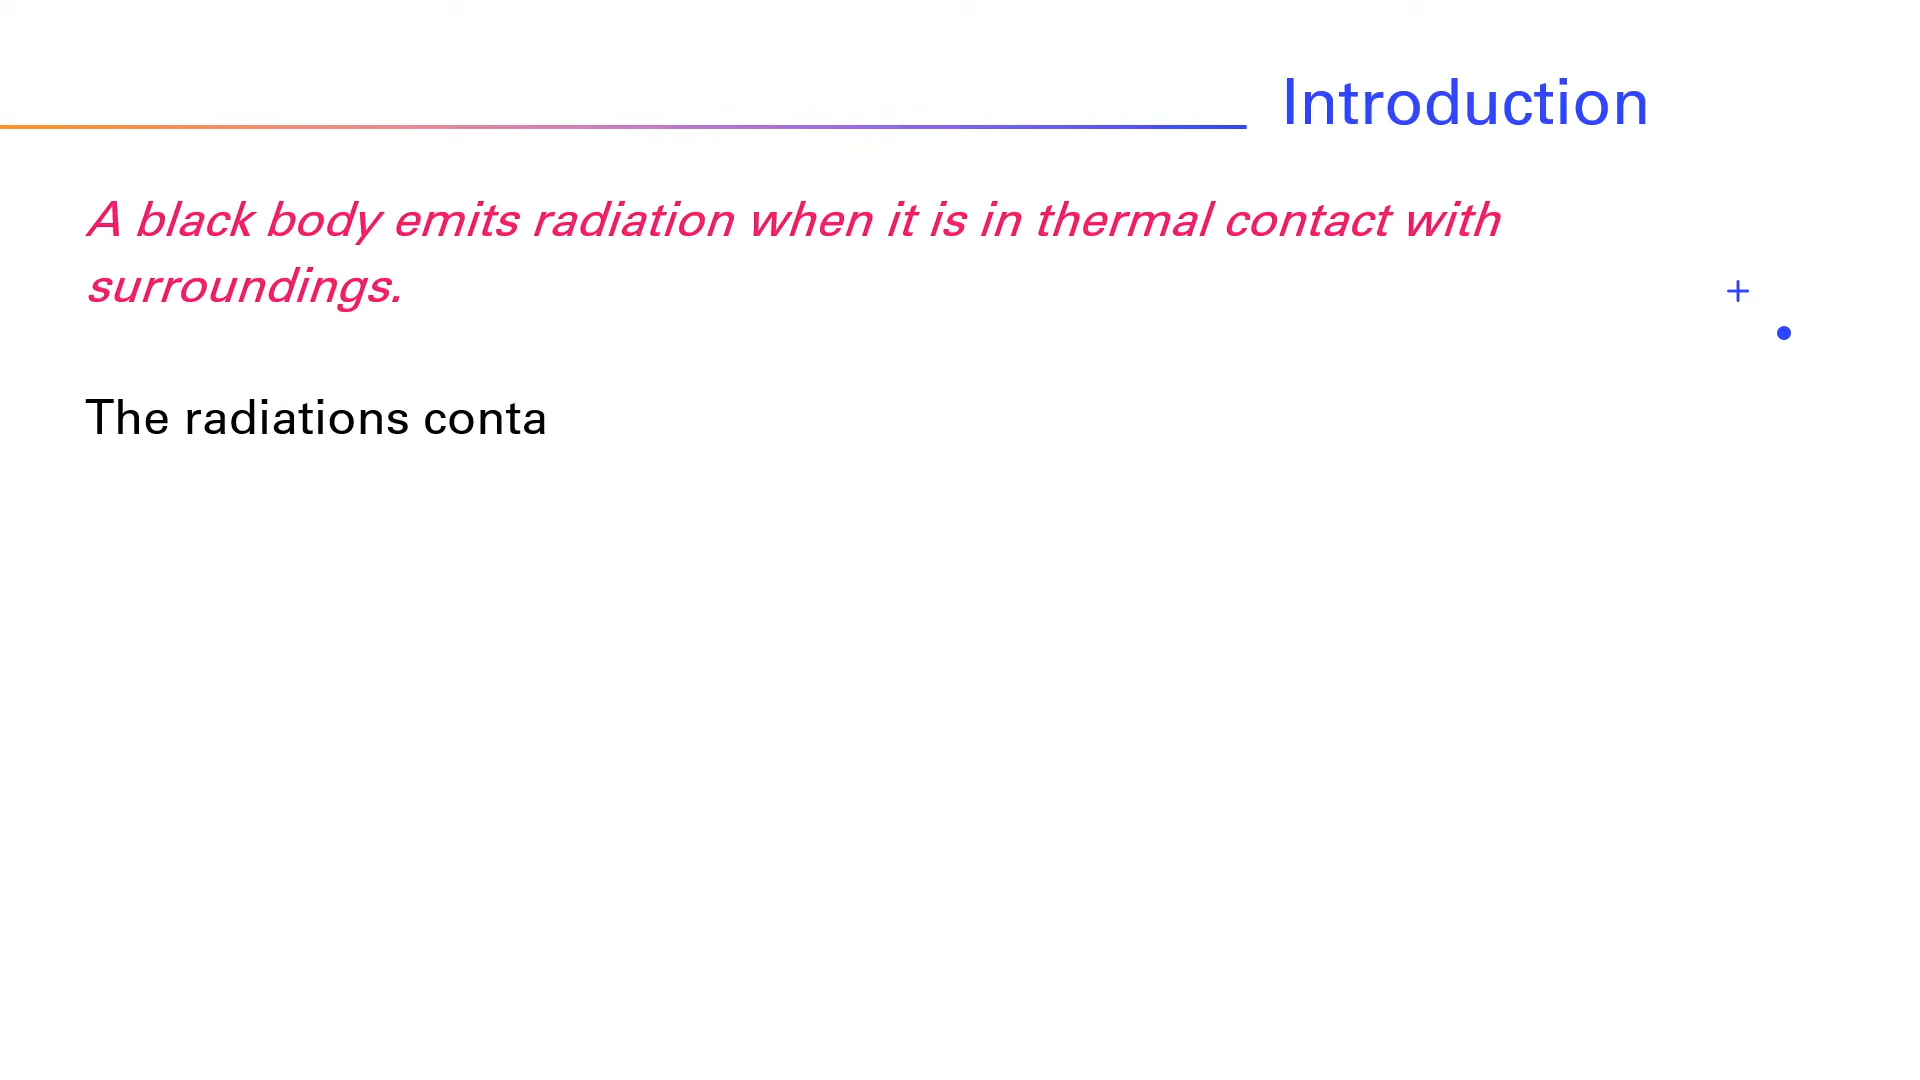 Introduction
A black body emits radiation when it is in thermal contact with
surroundings.
The radiations conta